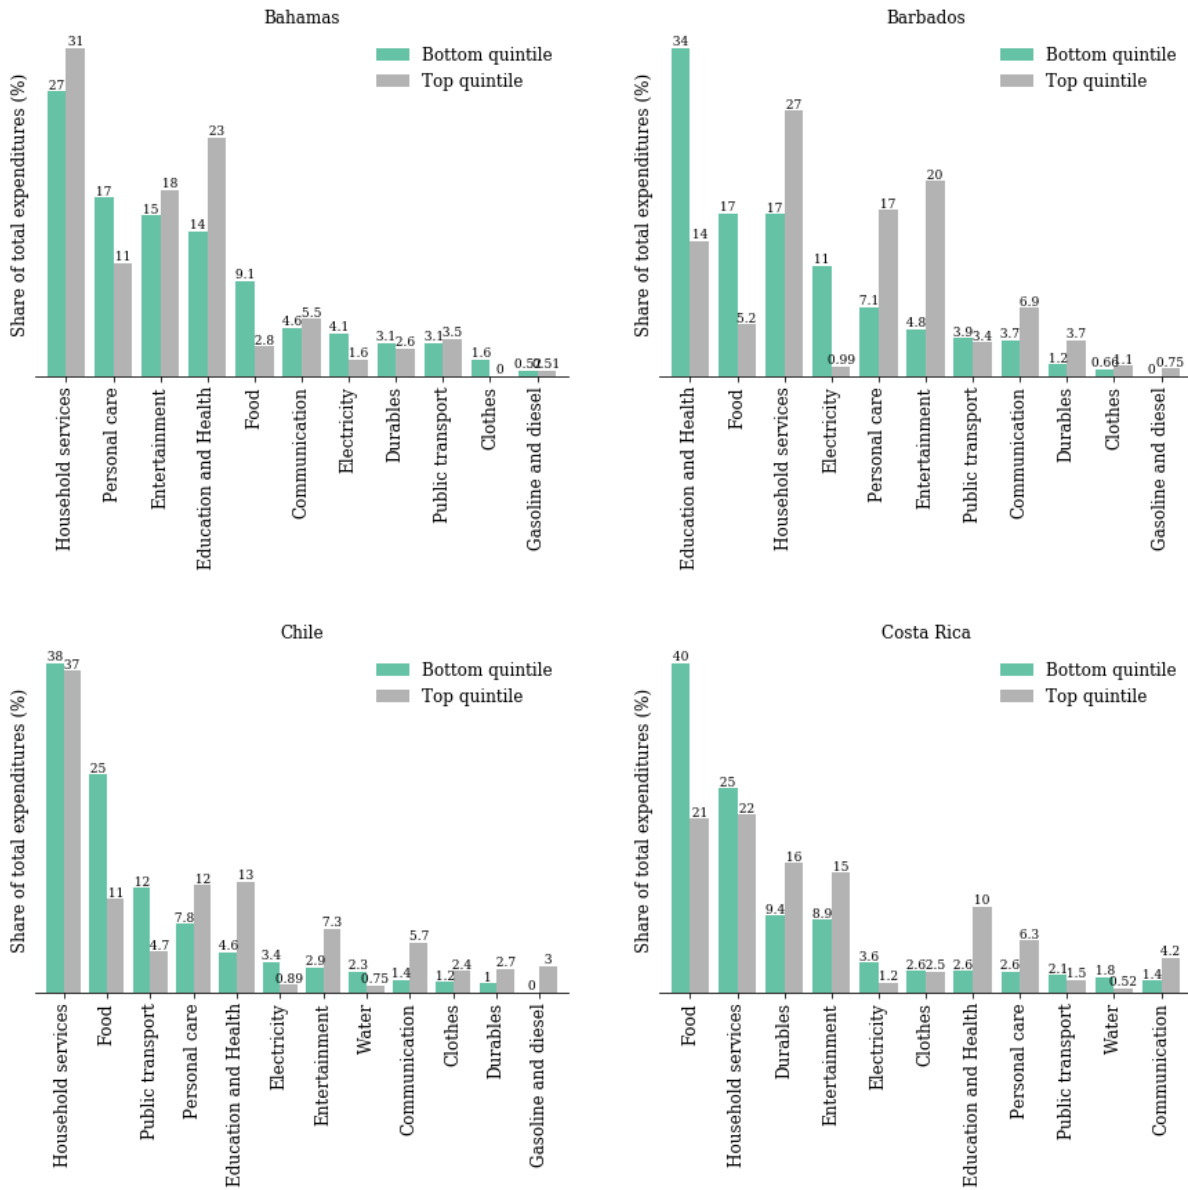 Bahamas
Share of total expenditures (%)
Bottom quintile
Top quintile
27 31 17 11 15 18 14 23 9.1 2.8 4.6 5.5 4.1 1.6 3.1 2.6 3.1 3.5 1.6 0 0.52 0.51
Household services
Personal care
Entertainment
Education and Health
Food
Communication
Electricity
Durables
Public transport
Clothes
Gasoline and diesel
Barbados
Share of total expenditures (%)
Bottom quintile
Top quintile
34 14 17 5.2 17 27 11 0.99 7.1 17 4.8 20 3.9 3.4 3.7 6.9 1.2 3.7 0.66 1.1 0 0.75
Education and Health
Food
Household services
Electricity
Personal care
Entertainment
Public transport
Communication
Durables
Clothes
Gasoline and diesel
Chile
Share of total expenditures (%)
Bottom quintile
Top quintile
38 37 25 11 12 4.7 7.8 12 4.6 13 3.4 0.89 2.9 7.3 2.3 0.75 1.4 5.7 1.2 2.4 1 2.7 0 3
Household services
Food
Public transport
Personal care
Education and Health
Electricity
Entertainment
Water
Communication
Clothes
Durables
Gasoline and diesel
Costa Rica
Share of total expenditures (%)
Bottom quintile
Top quintile
40 21 25 22 9.4 16 8.9 15 3.6 1.2 2.6 2.5 2.6 10 2.6 6.3 2.1 1.5 1.8 0.52 1.4 4.2
Food
Household services
Durables
Entertainment
Electricity
Clothes
Education and Health
Personal care
Public transport
Water
Communication